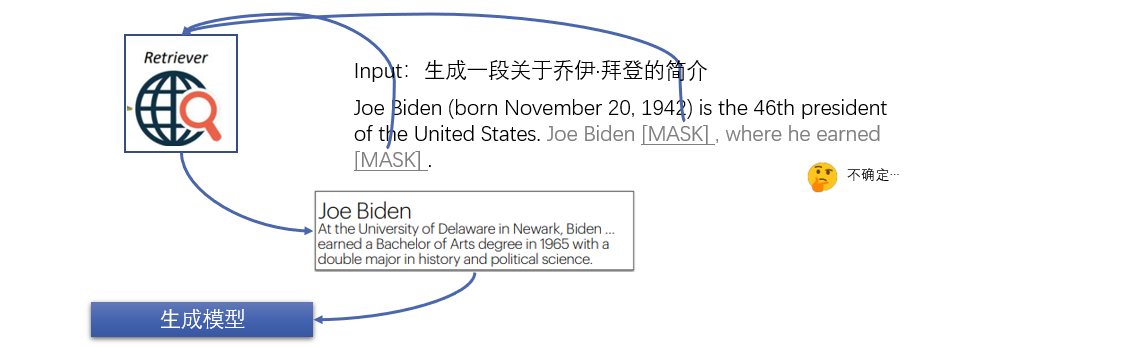 Retriever
Input：生成一段关于乔伊·拜登的简介
Joe Biden (born November 20, 1942) is the 46th president
of the United States. Joe Biden [MASK] , where he earned
[MASK] .
不确定…
Joe Biden
At the University of Delaware in Newark, Biden ...
earned a Bachelor of Arts degree in 1965 with a
double major in history and political science.
生成模型